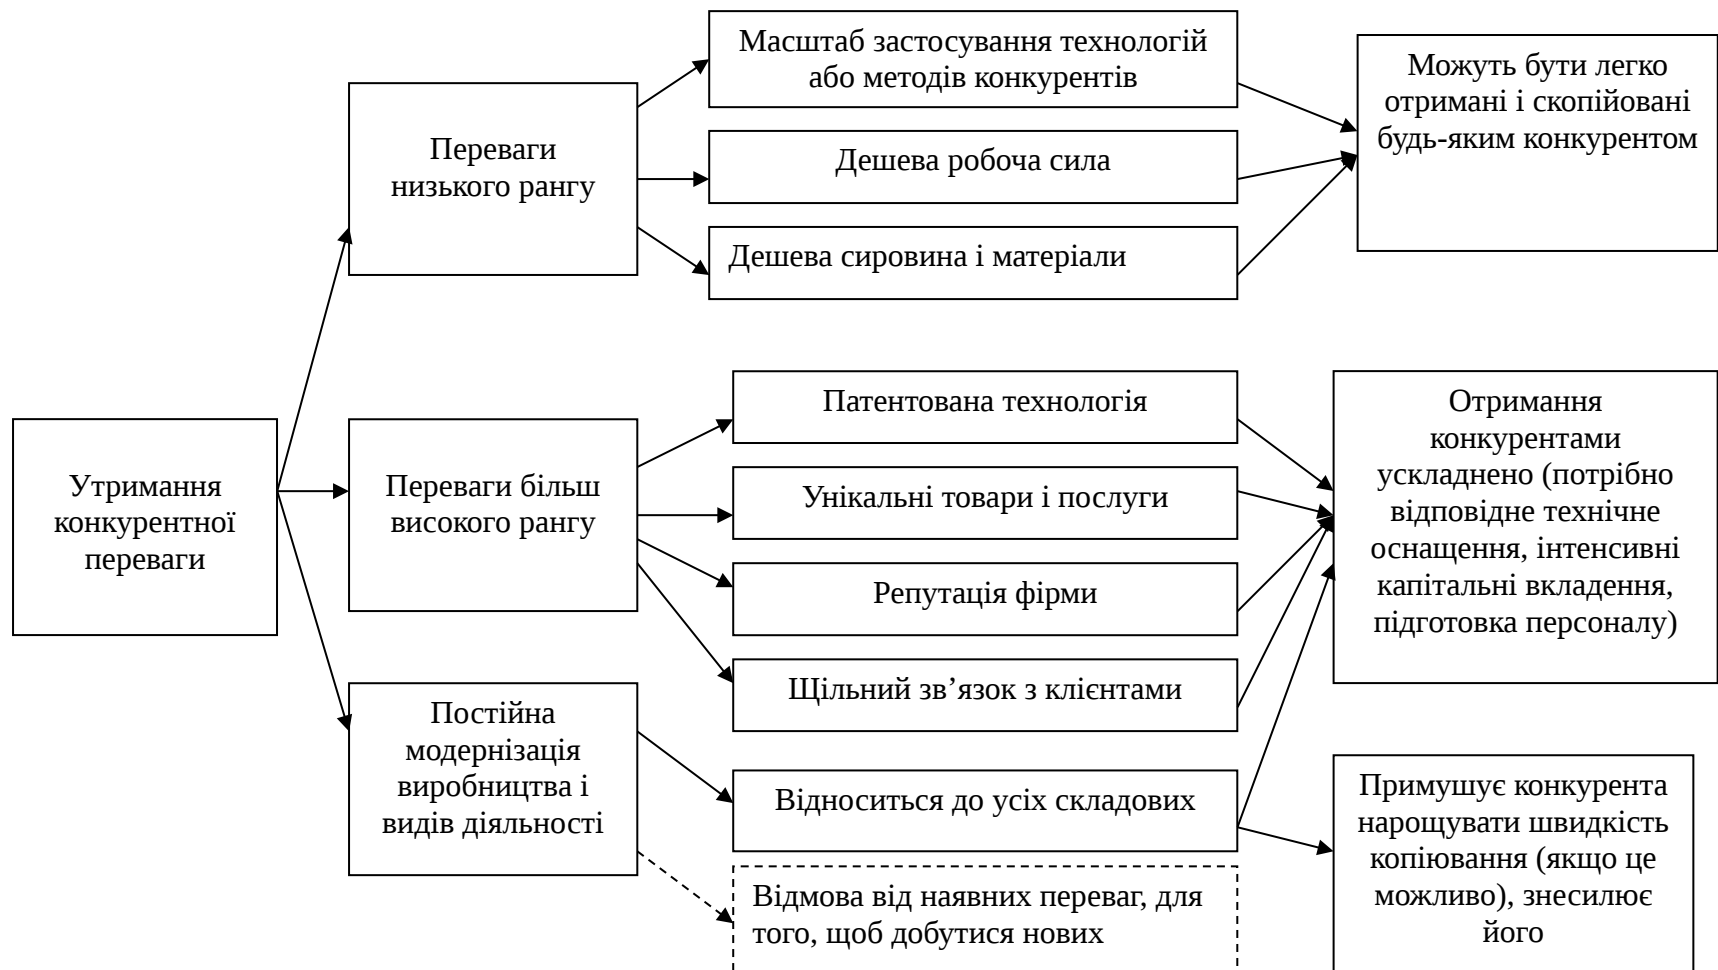 Масштаб застосування технологій
або методів конкурентів
Можуть бути легко
отримані і скопійовані
будь-яким конкурентом
Переваги
низького рангу
Дешева робоча сила
Дешева сировина і матеріали
Утримання
конкурентної
переваги
Переваги більш
високого рангу
Патентована технологія
Унікальні товари і послуги
Репутація фірми
Щільний зв’язок з клієнтами
Отримання
конкурентами
ускладнено (потрібно
відповідне технічне
оснащення, інтенсивні
капітальні вкладення,
підготовка персоналу)
Постійна
модернізація
виробництва і
видів діяльності
Відноситься до усіх складових
Відмова від наявних переваг, для
того, щоб добутися нових
Примушує конкурента
нарощувати швидкість
копіювання (якщо це
можливо), знесилює
його